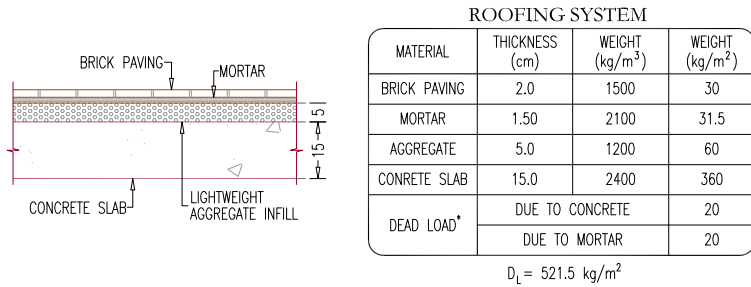 ROOFING SYSTEM
BRICK PAVING
MORTAR
5
15
CONCRETE SLAB
LIGHTWEIGHT
AGGREGATE INFILL
MATERIAL THICKNESS (cm) WEIGHT (kg/m³) WEIGHT (kg/m²)
BRICK PAVING 2.0 1500 30
MORTAR 1.50 2100 31.5
AGGREGATE 5.0 1200 60
CONRETE SLAB 15.0 2400 360
DEAD LOAD* DUE TO CONCRETE 20
DUE TO MORTAR 20
D_L = 521.5 kg/m²